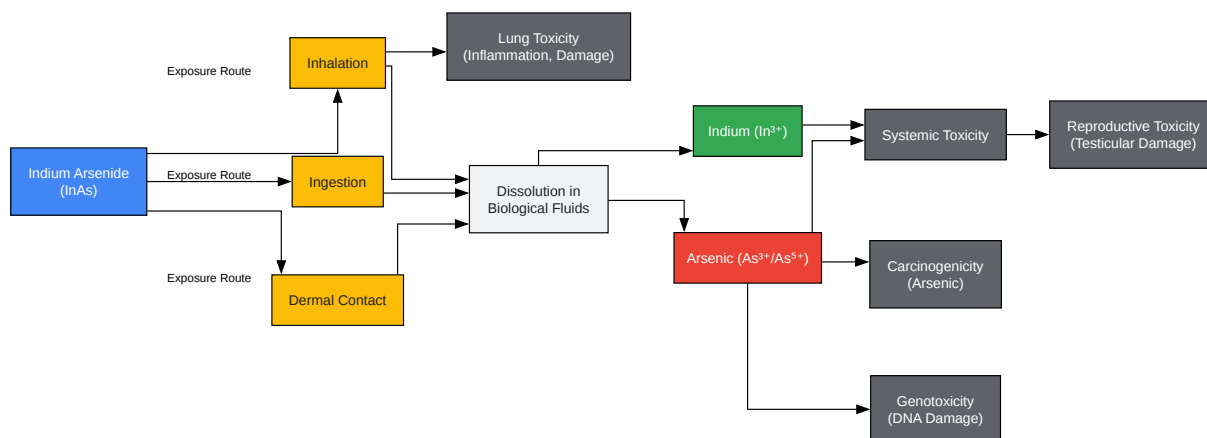 Lung Toxicity
(Inflammation, Damage)
Inhalation
Exposure Route
Indium (In³⁺)
Systemic Toxicity
Reproductive Toxicity
(Testicular Damage)
Indium Arsenide
(InAs)
Exposure Route
Ingestion
Dissolution in
Biological Fluids
Arsenic (As³⁺/As⁵⁺)
Carcinogenicity
(Arsenic)
Exposure Route
Dermal Contact
Genotoxicity
(DNA Damage)